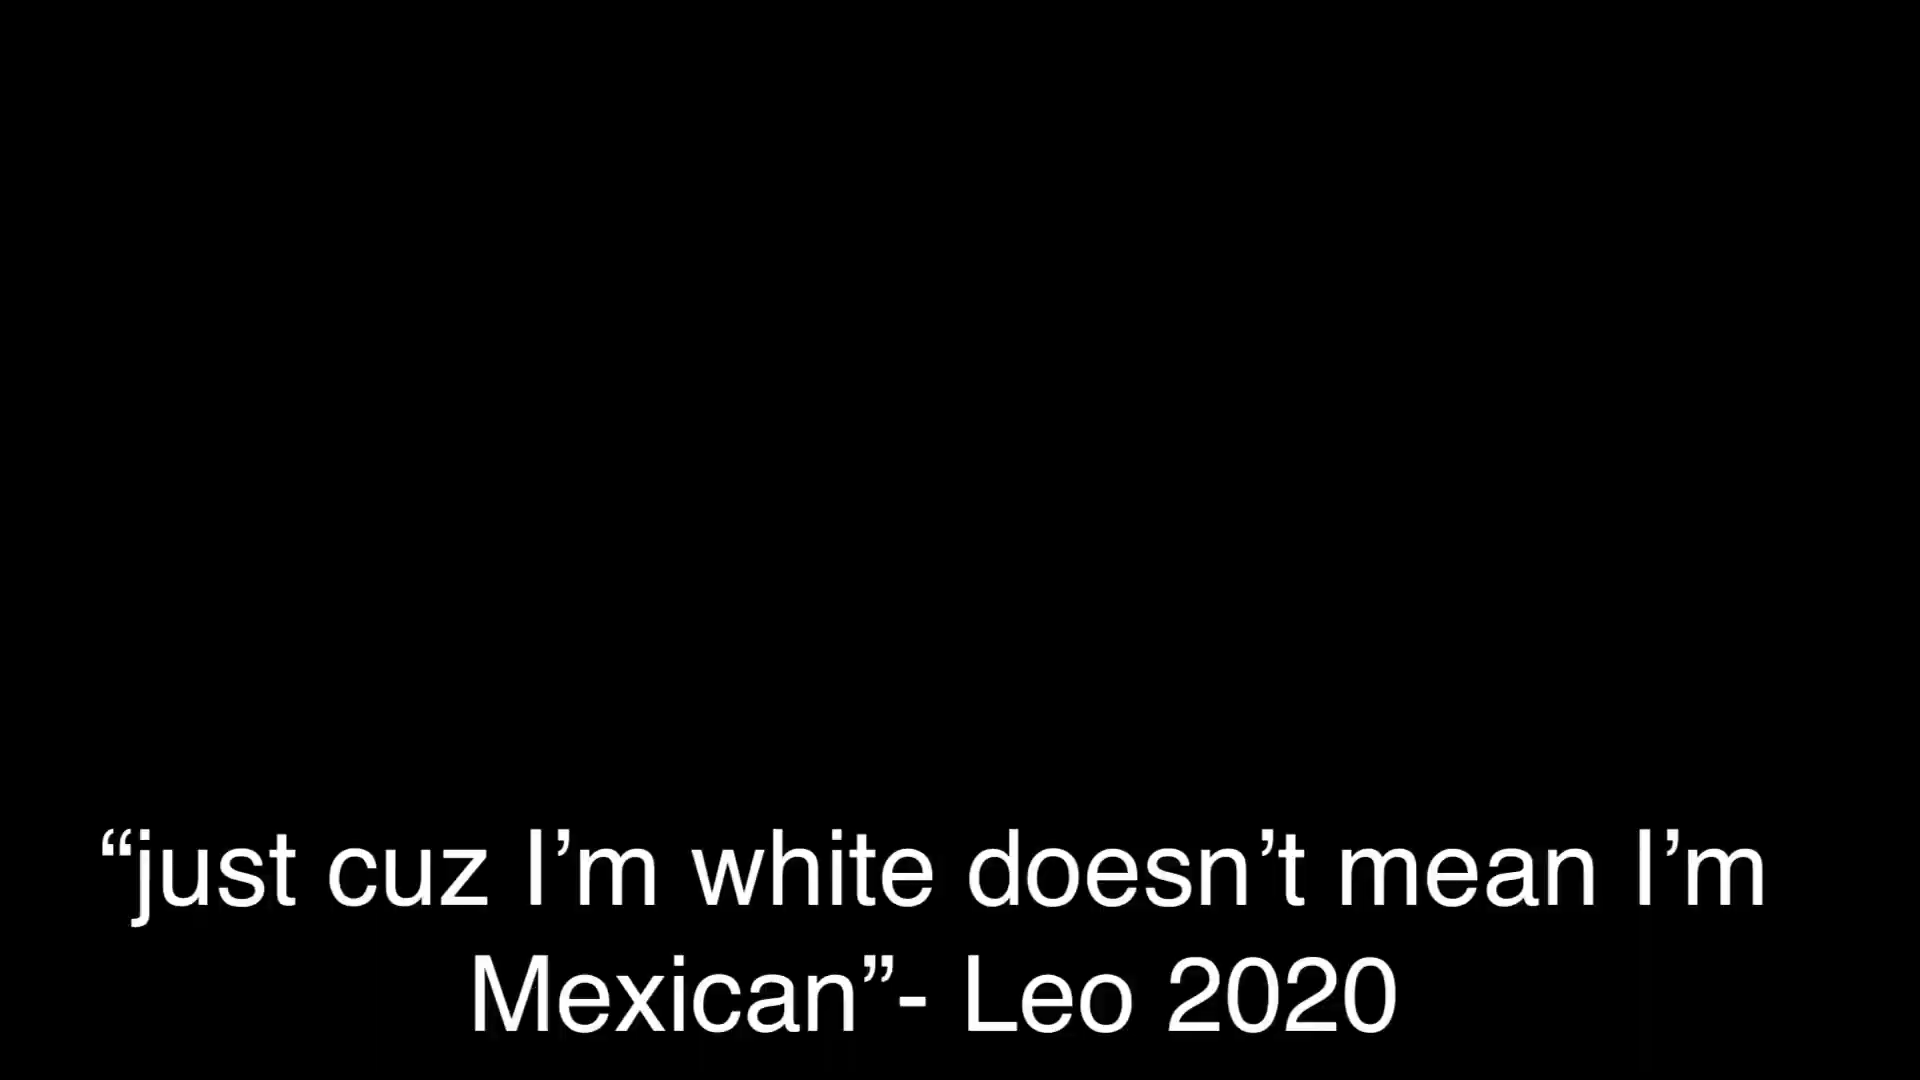 “just cuz I’m white doesn’t mean I’m
Mexican”- Leo 2020